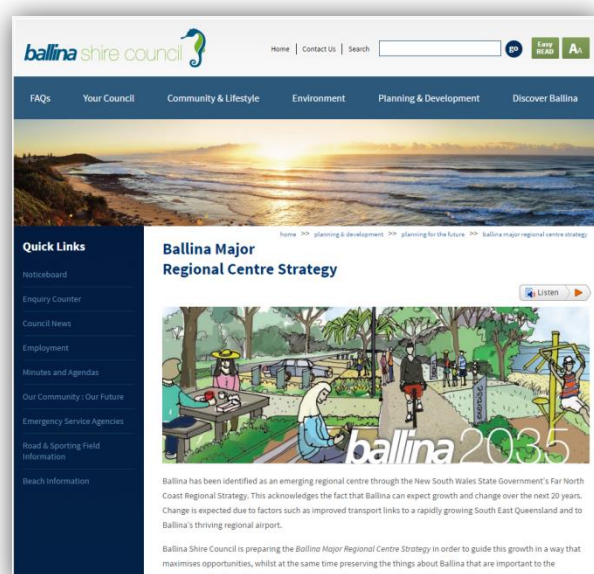 ballina shire council
Home | Contact Us | Search
go
Easy READ
AA
FAQs
Your Council
Community & Lifestyle
Environment
Planning & Development
Discover Ballina
home >> planning & development >> planning for the future >> ballina major regional centre strategy
Quick Links
Noticeboard
Enquiry Counter
Council News
Employment
Minutes and Agendas
Our Community : Our Future
Emergency Service Agencies
Road & Sporting Field
Information
Beach Information
Ballina Major
Regional Centre Strategy
Listen
exercise
ballina 2035
Ballina has been identified as an emerging regional centre through the New South Wales State Government's Far North
Coast Regional Strategy. This acknowledges the fact that Ballina can expect growth and change over the next 20 years.
Change is expected due to factors such as improved transport links to a rapidly growing South East Queensland and to
Ballina's thriving regional airport.
Ballina Shire Council is preparing the Ballina Major Regional Centre Strategy in order to guide this growth in a way that
maximises opportunities, whilst at the same time preserving the things about Ballina that are important to the